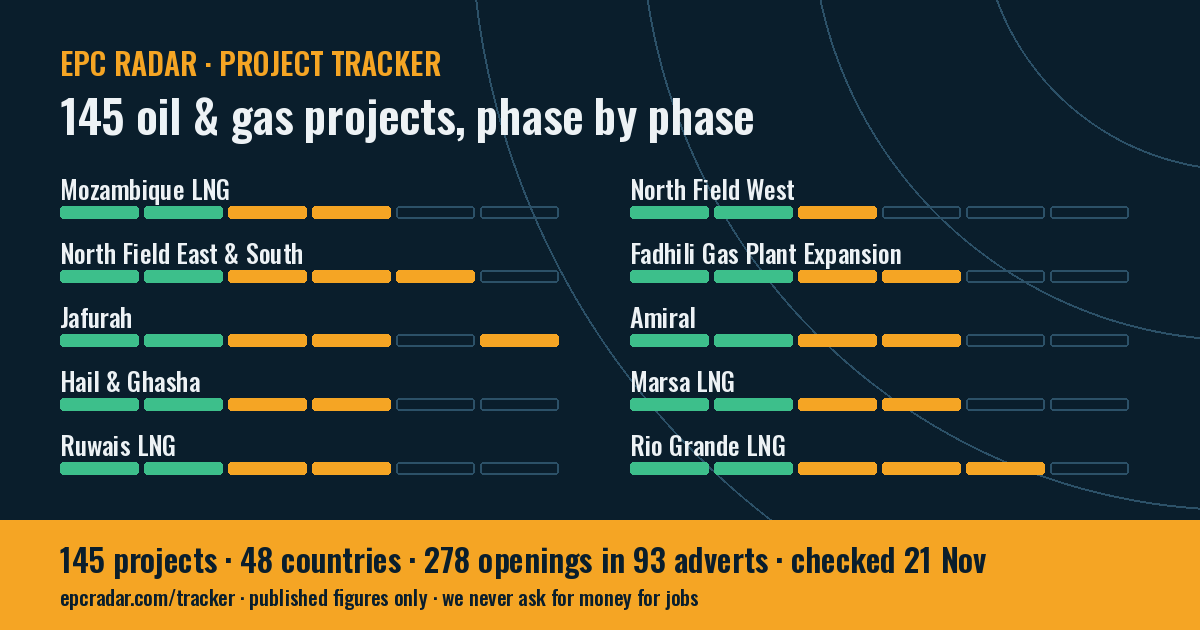 EPC RADAR · PROJECT TRACKER
145 oil & gas projects, phase by phase
Mozambique LNG
North Field East & South
Jafurah
Hail & Ghasha
Ruwais LNG
North Field West
Fadhili Gas Plant Expansion
Amiral
Marsa LNG
Rio Grande LNG
145 projects · 48 countries · 278 openings in 93 adverts · checked 21 Nov
epcradar.com/tracker · published figures only · we never ask for money for jobs